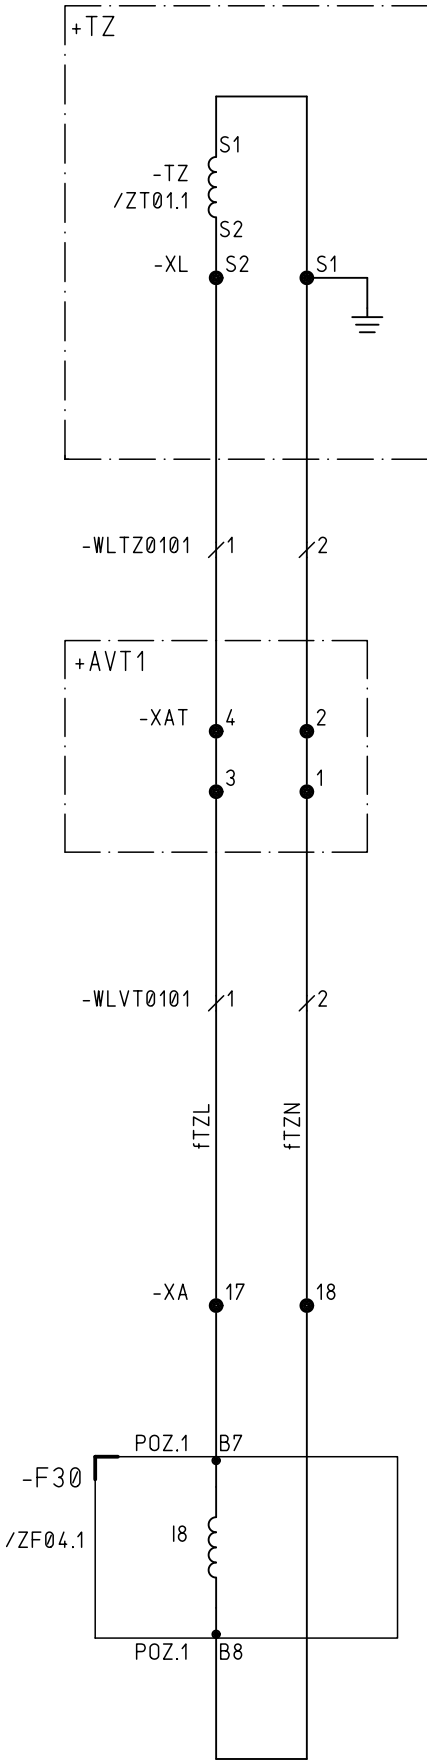 +TZ
S1
-TZ
/ZT01.1
S2
-XL S2 S1
-WLTZ0101 1 2
+AVT1
-XAT 4 2
3 1
-WLVT0101 1 2
fTZL fTZN
-XA 17 18
POZ.1 B7
-F30
I8
/ZF04.1
POZ.1 B8